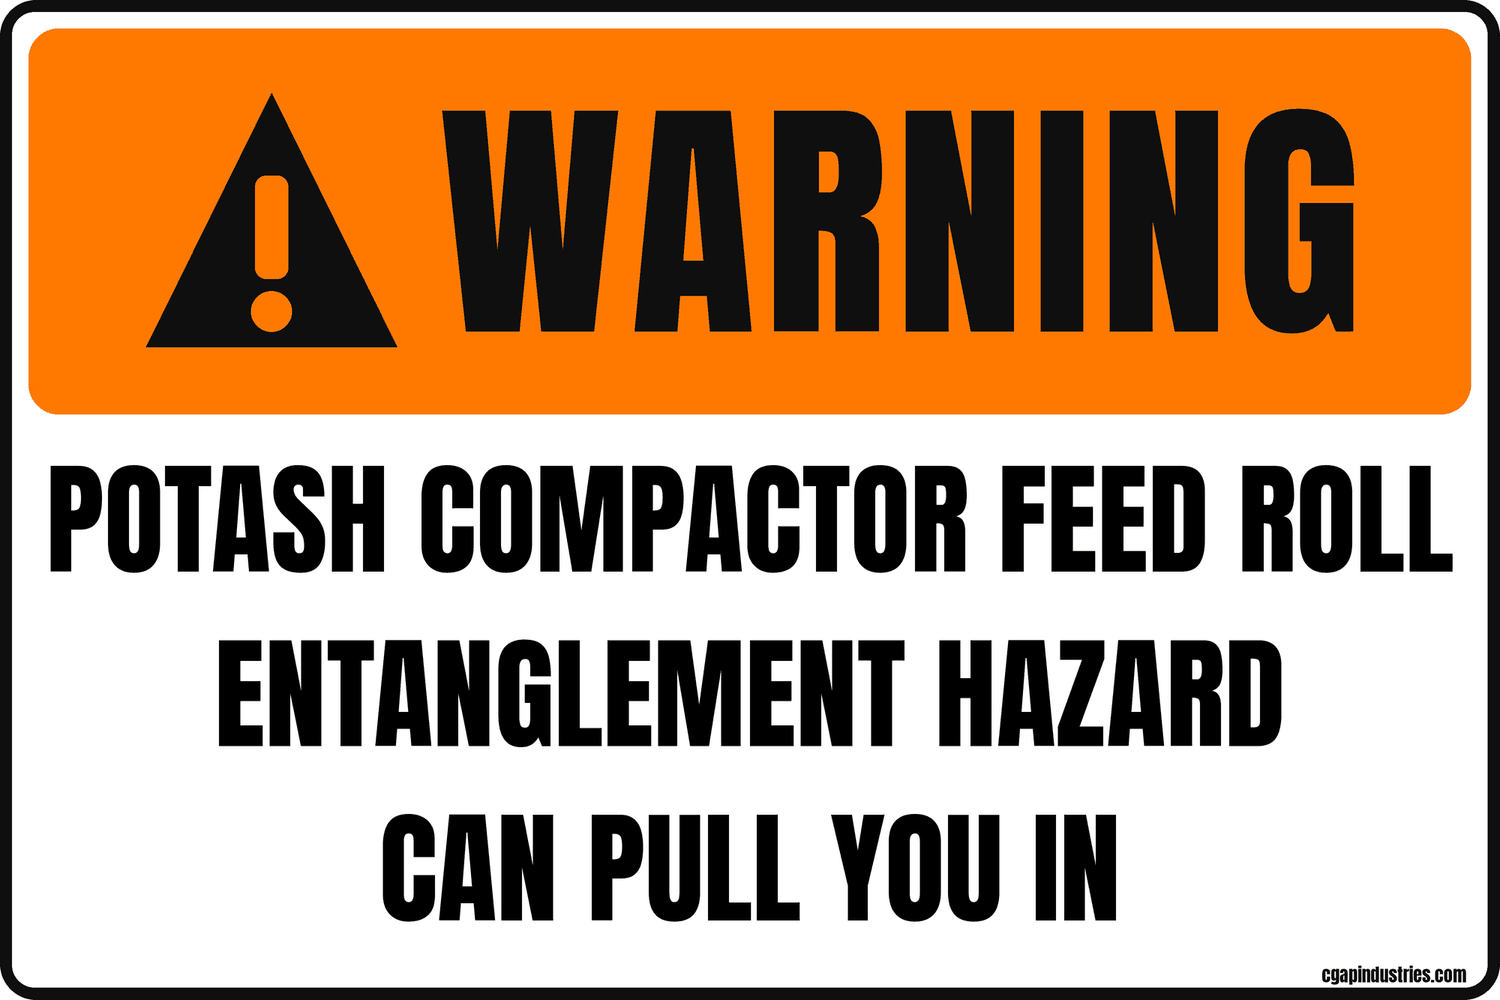 WARNING
POTASH COMPACTOR FEED ROLL
ENTANGLEMENT HAZARD
CAN PULL YOU IN
cgapindustries.com